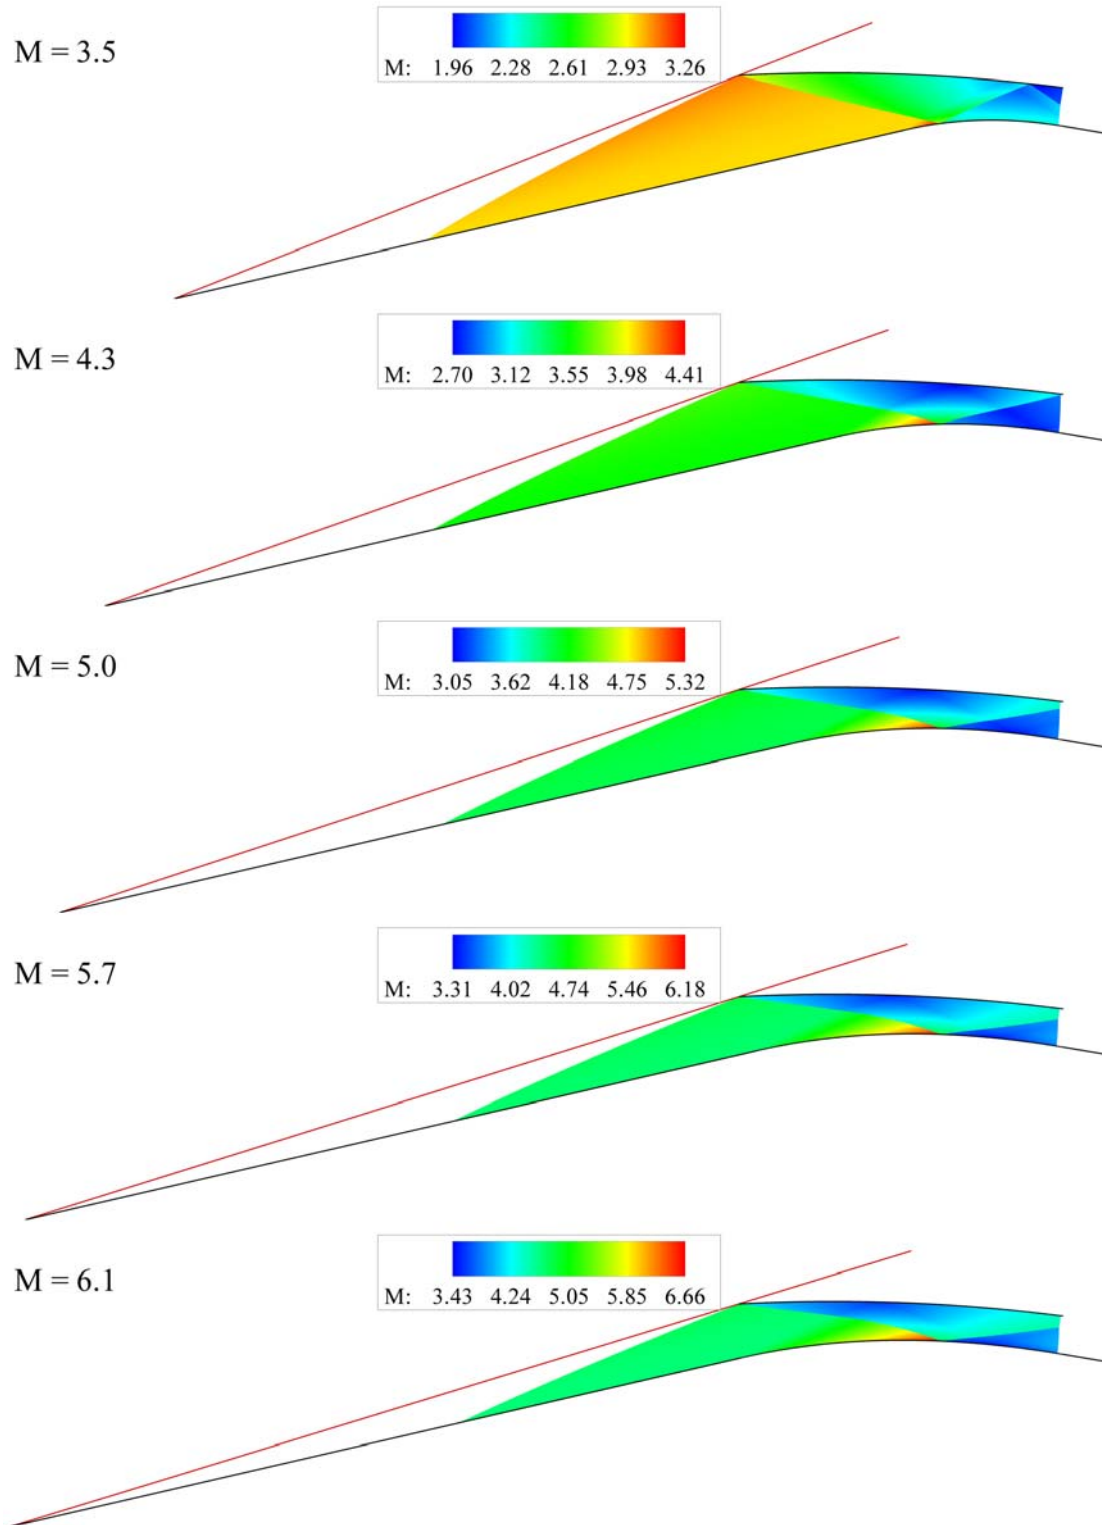 M = 3.5
M: 1.96 2.28 2.61 2.93 3.26
M = 4.3
M: 2.70 3.12 3.55 3.98 4.41
M = 5.0
M: 3.05 3.62 4.18 4.75 5.32
M = 5.7
M: 3.31 4.02 4.74 5.46 6.18
M = 6.1
M: 3.43 4.24 5.05 5.85 6.66